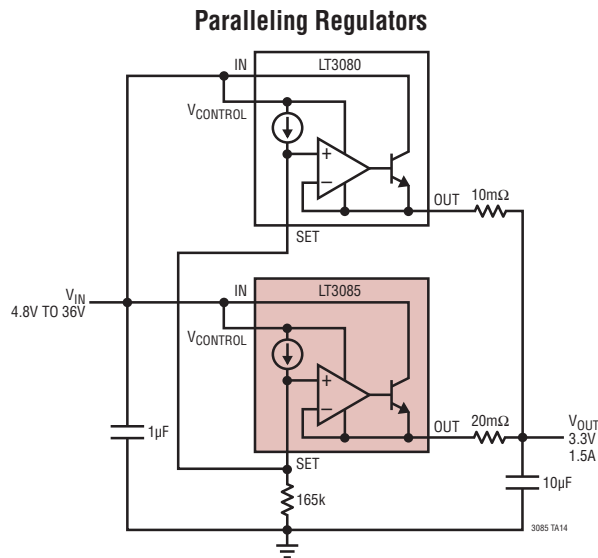 Paralleling Regulators
IN
LT3080
VCONTROL
+
–
OUT
10mΩ
SET
VIN
4.8V TO 36V
IN
LT3085
VCONTROL
+
–
OUT
20mΩ
VOUT
3.3V
1.5A
1µF
SET
165k
10µF
3085 TA14